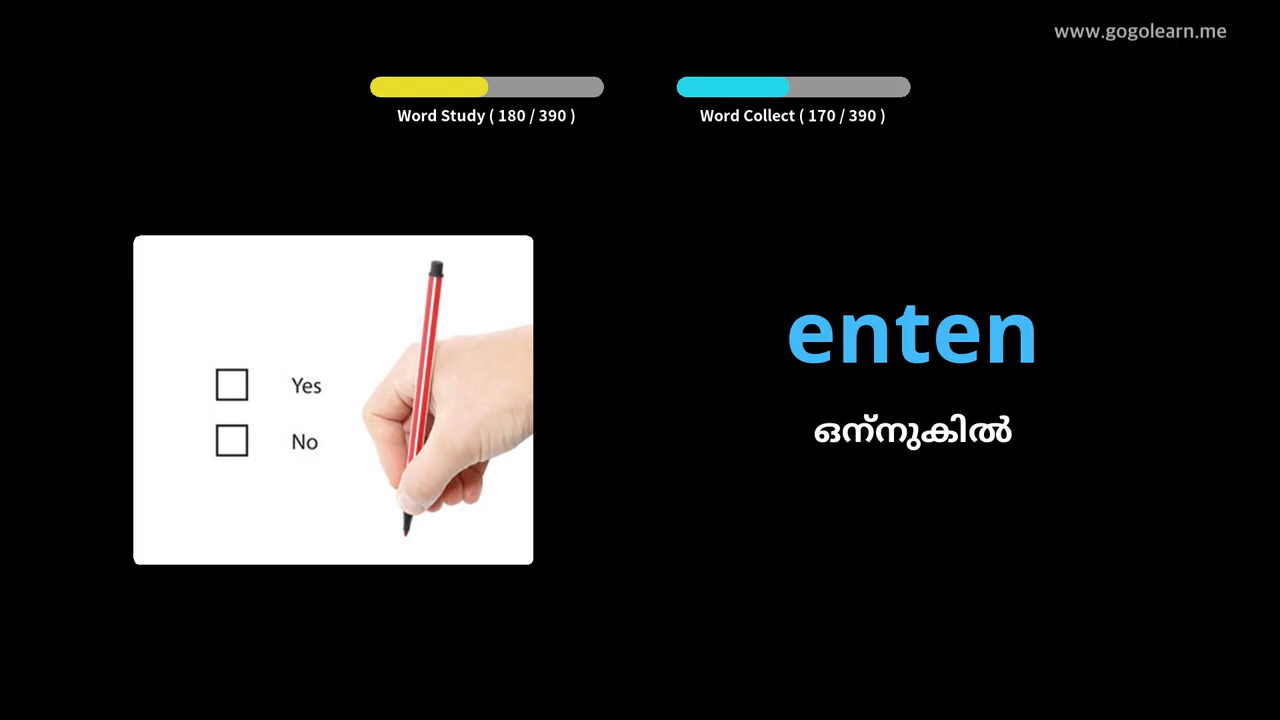 www.gogolearn.me
Word Study ( 180 / 390 )
Word Collect ( 170 / 390 )
Yes
No
enten
ഒന്നുകിൽ